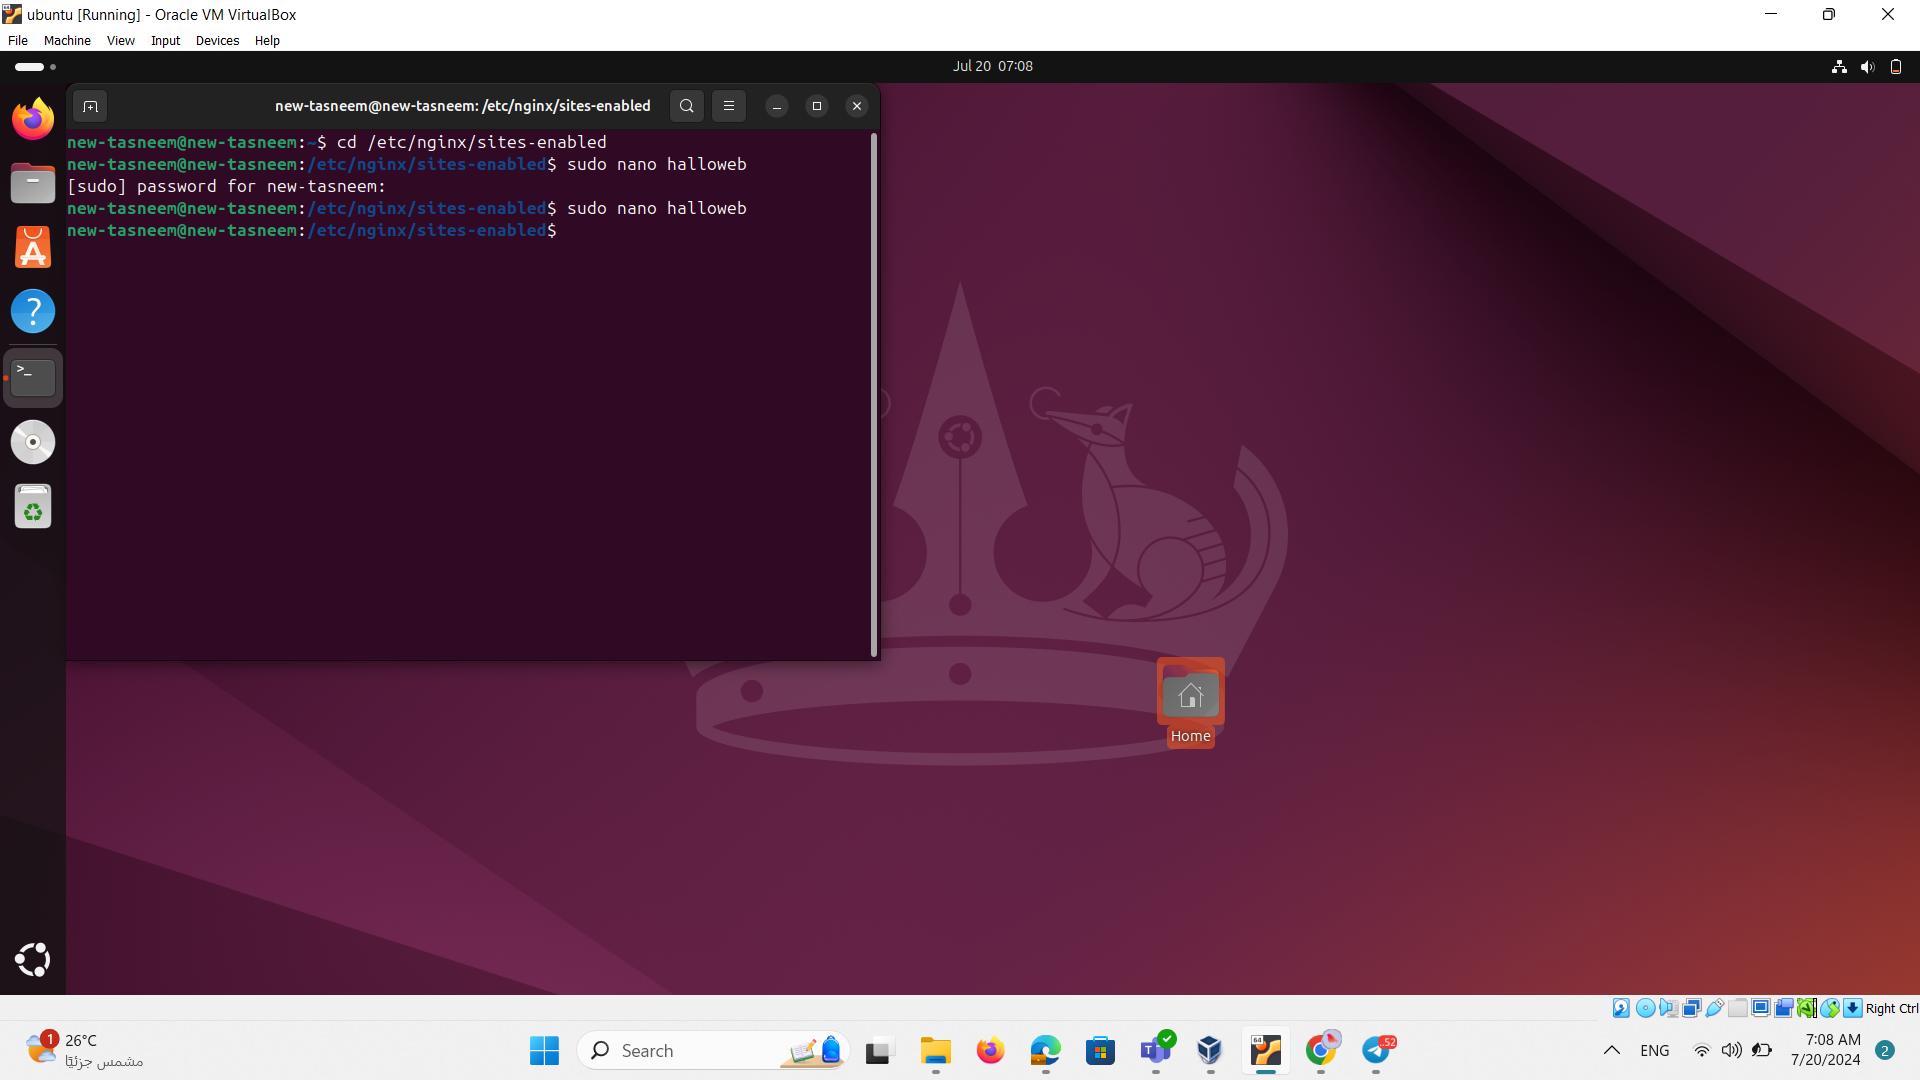 ubuntu [Running] - Oracle VM VirtualBox
File Machine View Input Devices Help
Jul 20 07:08
new-tasneem@new-tasneem: /etc/nginx/sites-enabled
new-tasneem@new-tasneem:~$ cd /etc/nginx/sites-enabled
new-tasneem@new-tasneem:/etc/nginx/sites-enabled$ sudo nano halloweb
[sudo] password for new-tasneem:
new-tasneem@new-tasneem:/etc/nginx/sites-enabled$ sudo nano halloweb
new-tasneem@new-tasneem:/etc/nginx/sites-enabled$
Home
Right Ctrl
1
26°C
مشمس جزئيًا
Search
64
..52
ENG
7:08 AM
7/20/2024
2